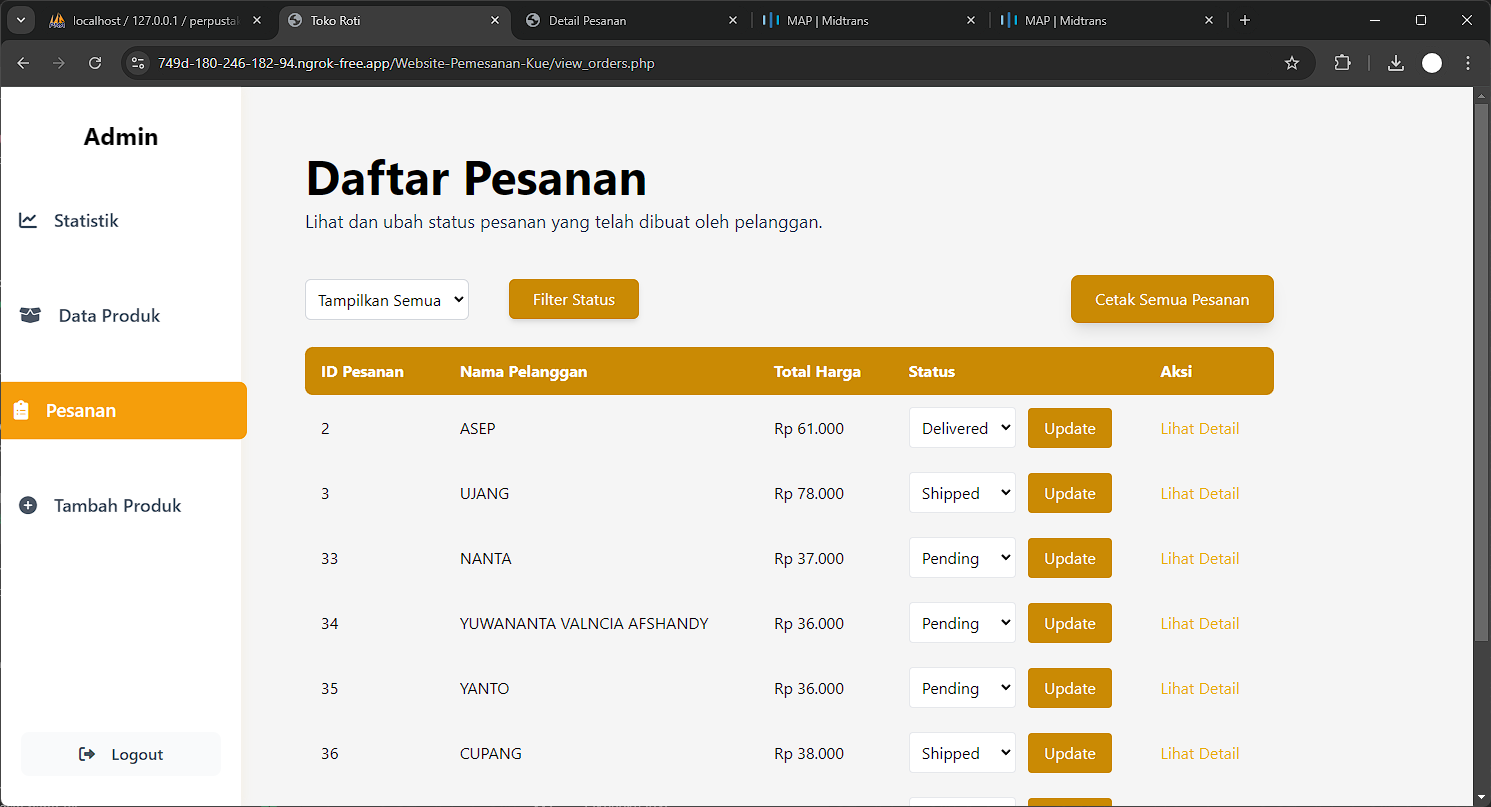 localhost / 127.0.0.1 / perpustak
Toko Roti
Detail Pesanan
MAP | Midtrans
MAP | Midtrans
749d-180-246-182-94.ngrok-free.app/Website-Pemesanan-Kue/view_orders.php
Admin
Statistik
Data Produk
Pesanan
Tambah Produk
Logout
Daftar Pesanan
Lihat dan ubah status pesanan yang telah dibuat oleh pelanggan.
Tampilkan Semua Filter Status Cetak Semua Pesanan
ID Pesanan Nama Pelanggan Total Harga Status Aksi
2 ASEP Rp 61.000 Delivered Update Lihat Detail
3 UJANG Rp 78.000 Shipped Update Lihat Detail
33 NANTA Rp 37.000 Pending Update Lihat Detail
34 YUWANANTA VALNCIA AFSHANDY Rp 36.000 Pending Update Lihat Detail
35 YANTO Rp 36.000 Pending Update Lihat Detail
36 CUPANG Rp 38.000 Shipped Update Lihat Detail